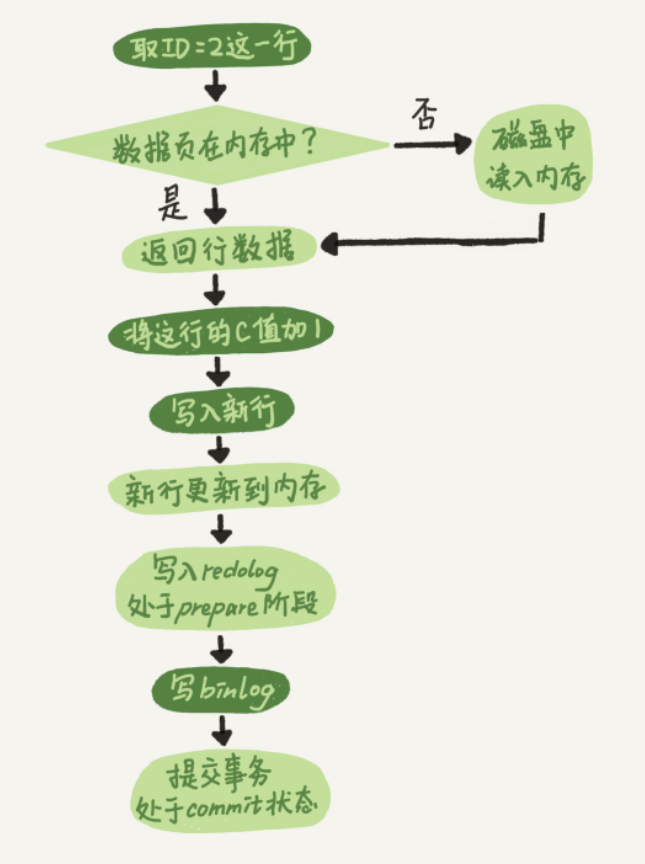 取ID=2这一行
数据页在内存中？
否
磁盘中
读入内存
是
返回行数据
将这行的C值加1
写入新行
新行更新到内存
写入redolog
处于prepare阶段
写binlog
提交事务
处于commit状态